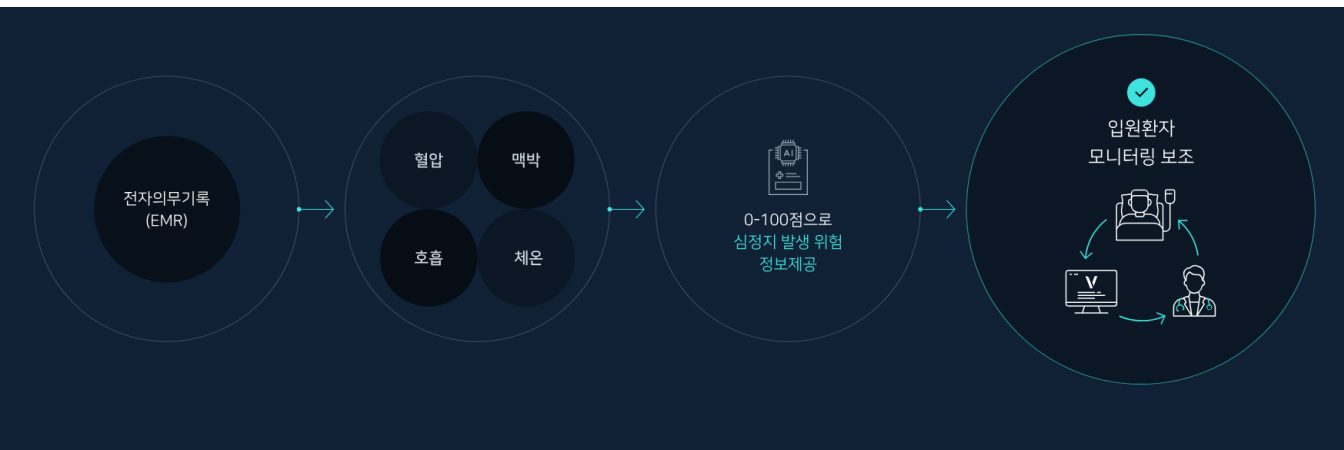 전자의무기록
(EMR)
혈압
맥박
호흡
체온
AI
0-100점으로
심정지 발생 위험
정보제공
입원환자
모니터링 보조
V